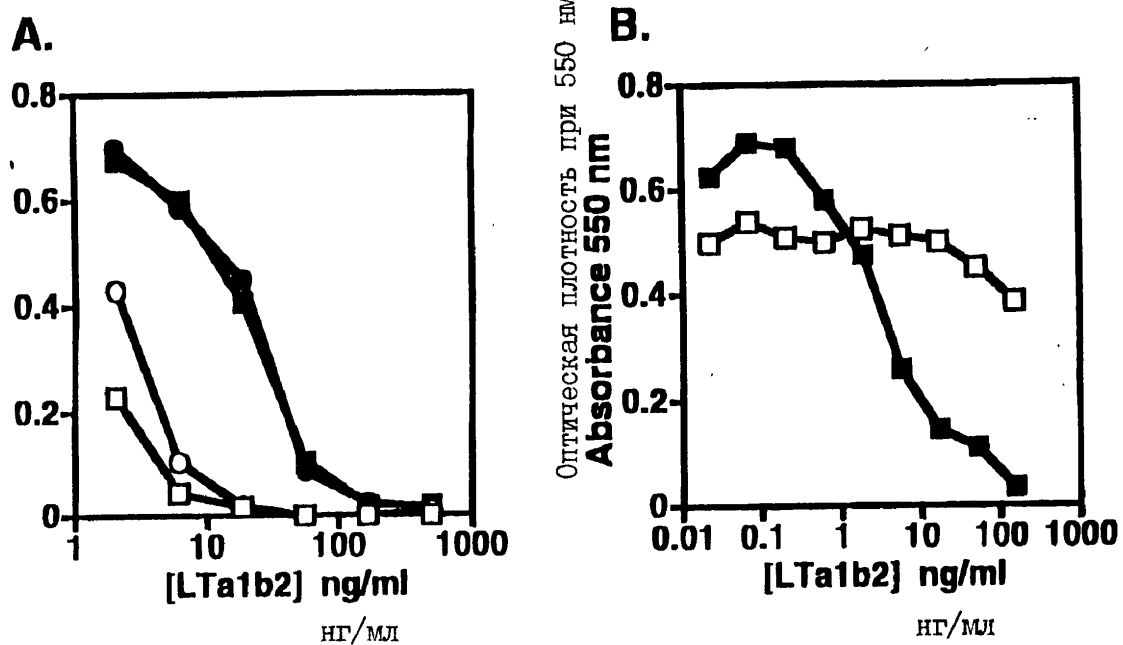 A.
0.8
0.6
0.4
0.2
0
1 10 100 1000
[LTa1b2] ng/ml
нг/мл
Оптическая плотность при 550 нм
Absorbance 550 nm
B.
0.8
0.6
0.4
0.2
0
0.01 0.1 1 10 100 1000
[LTa1b2] ng/ml
нг/мл